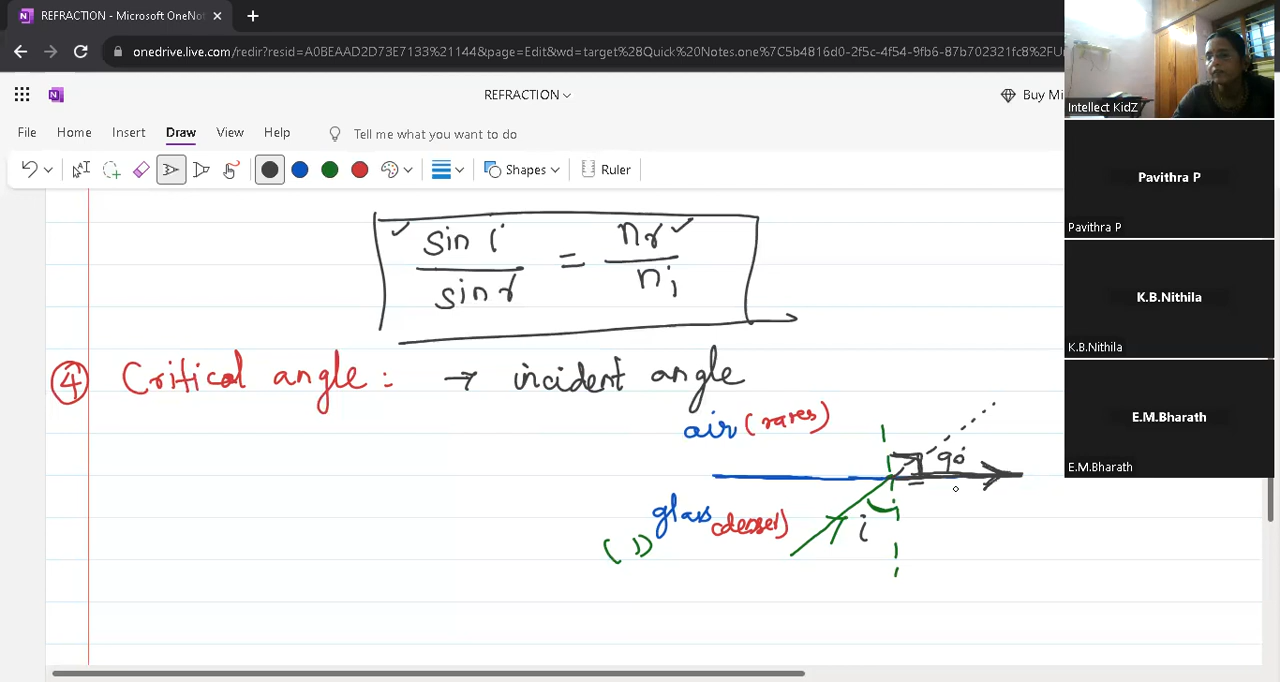 REFRACTION - Microsoft OneNot
onedrive.live.com/redir?resid=A0BEAAD2D73E7133%21144&page=Edit&wd=target%28Quick%20Notes.one%7C5b4816d0-2f5c-4f54-9fb6-87b702321fc8%2FU
REFRACTION
Buy Mi
File Home Insert Draw View Help Tell me what you want to do
Shapes Ruler
sin i / sin r = nr / ni
④ Critical angle : → incident angle
air (rarer)
90°
glass (denser)
i
Intellect KidZ
Pavithra P
Pavithra P
K.B.Nithila
K.B.Nithila
E.M.Bharath
E.M.Bharath